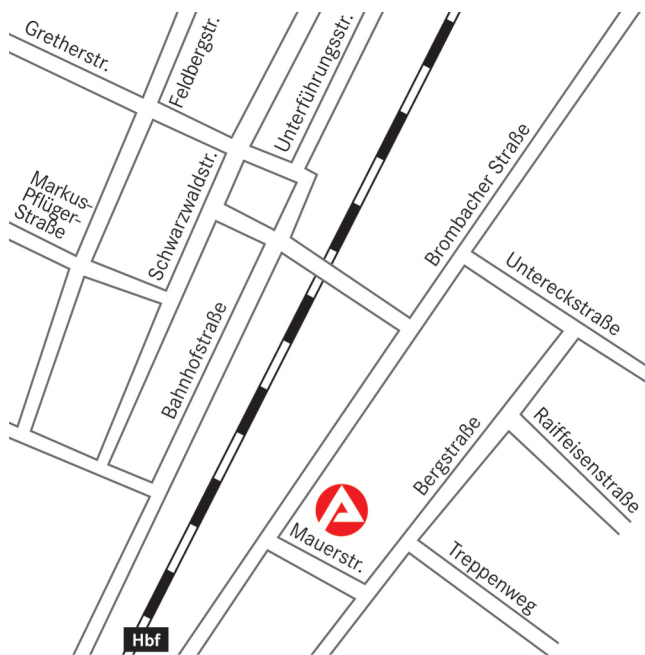 Gretherstr.
Feldbergstr.
Unterführungsstr.
Markus-
Pflüger-
Straße
Schwarzwaldstr.
Brombacher Straße
Untereckstraße
Bahnhofstraße
Bergstraße
Raiffeisenstraße
Mauerstr.
Treppenweg
Hbf